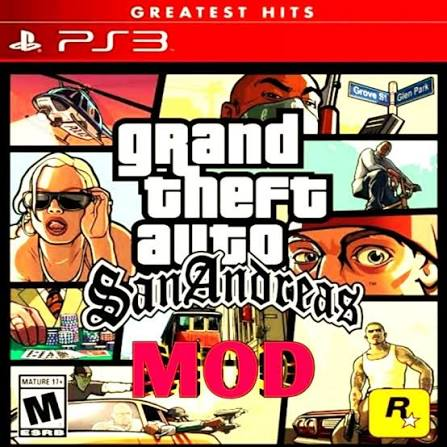 GREATEST HITS
PS3
Grove St
Glen Park
grand
theft
auto
San Andreas
MOD
MATURE 17+
M
ESRB
R